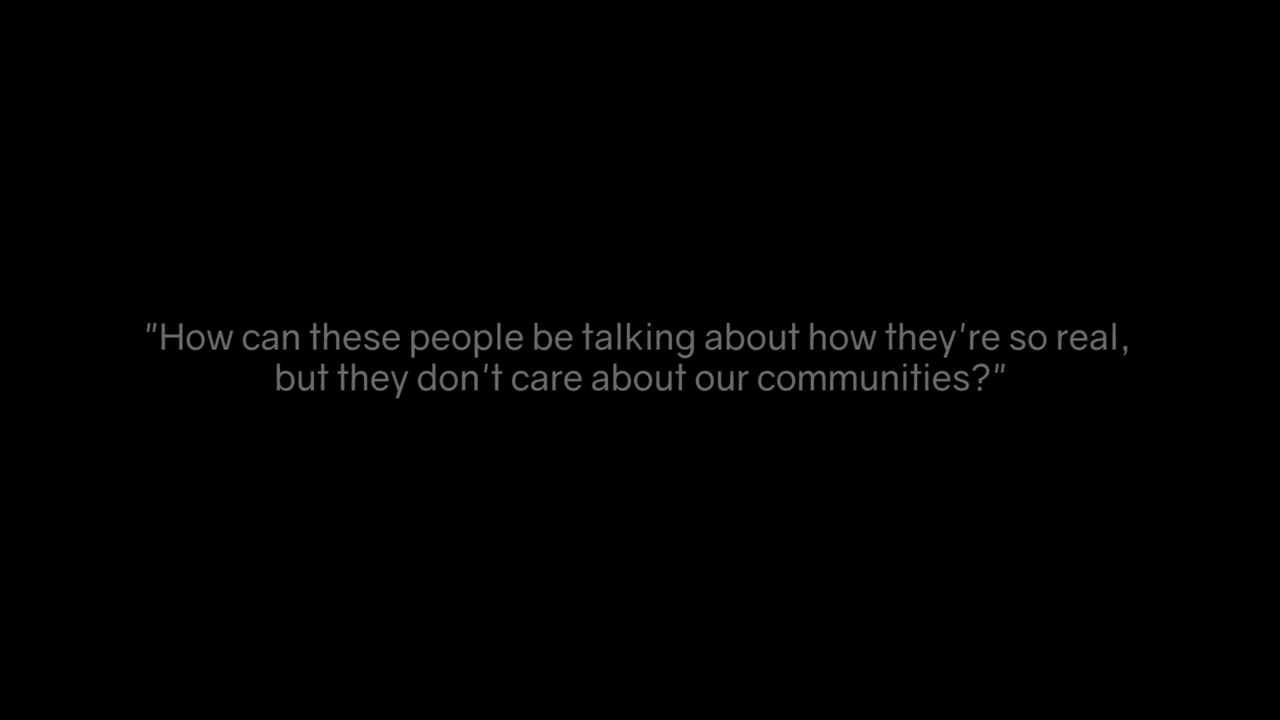 "How can these people be talking about how they're so real,
but they don't care about our communities?"